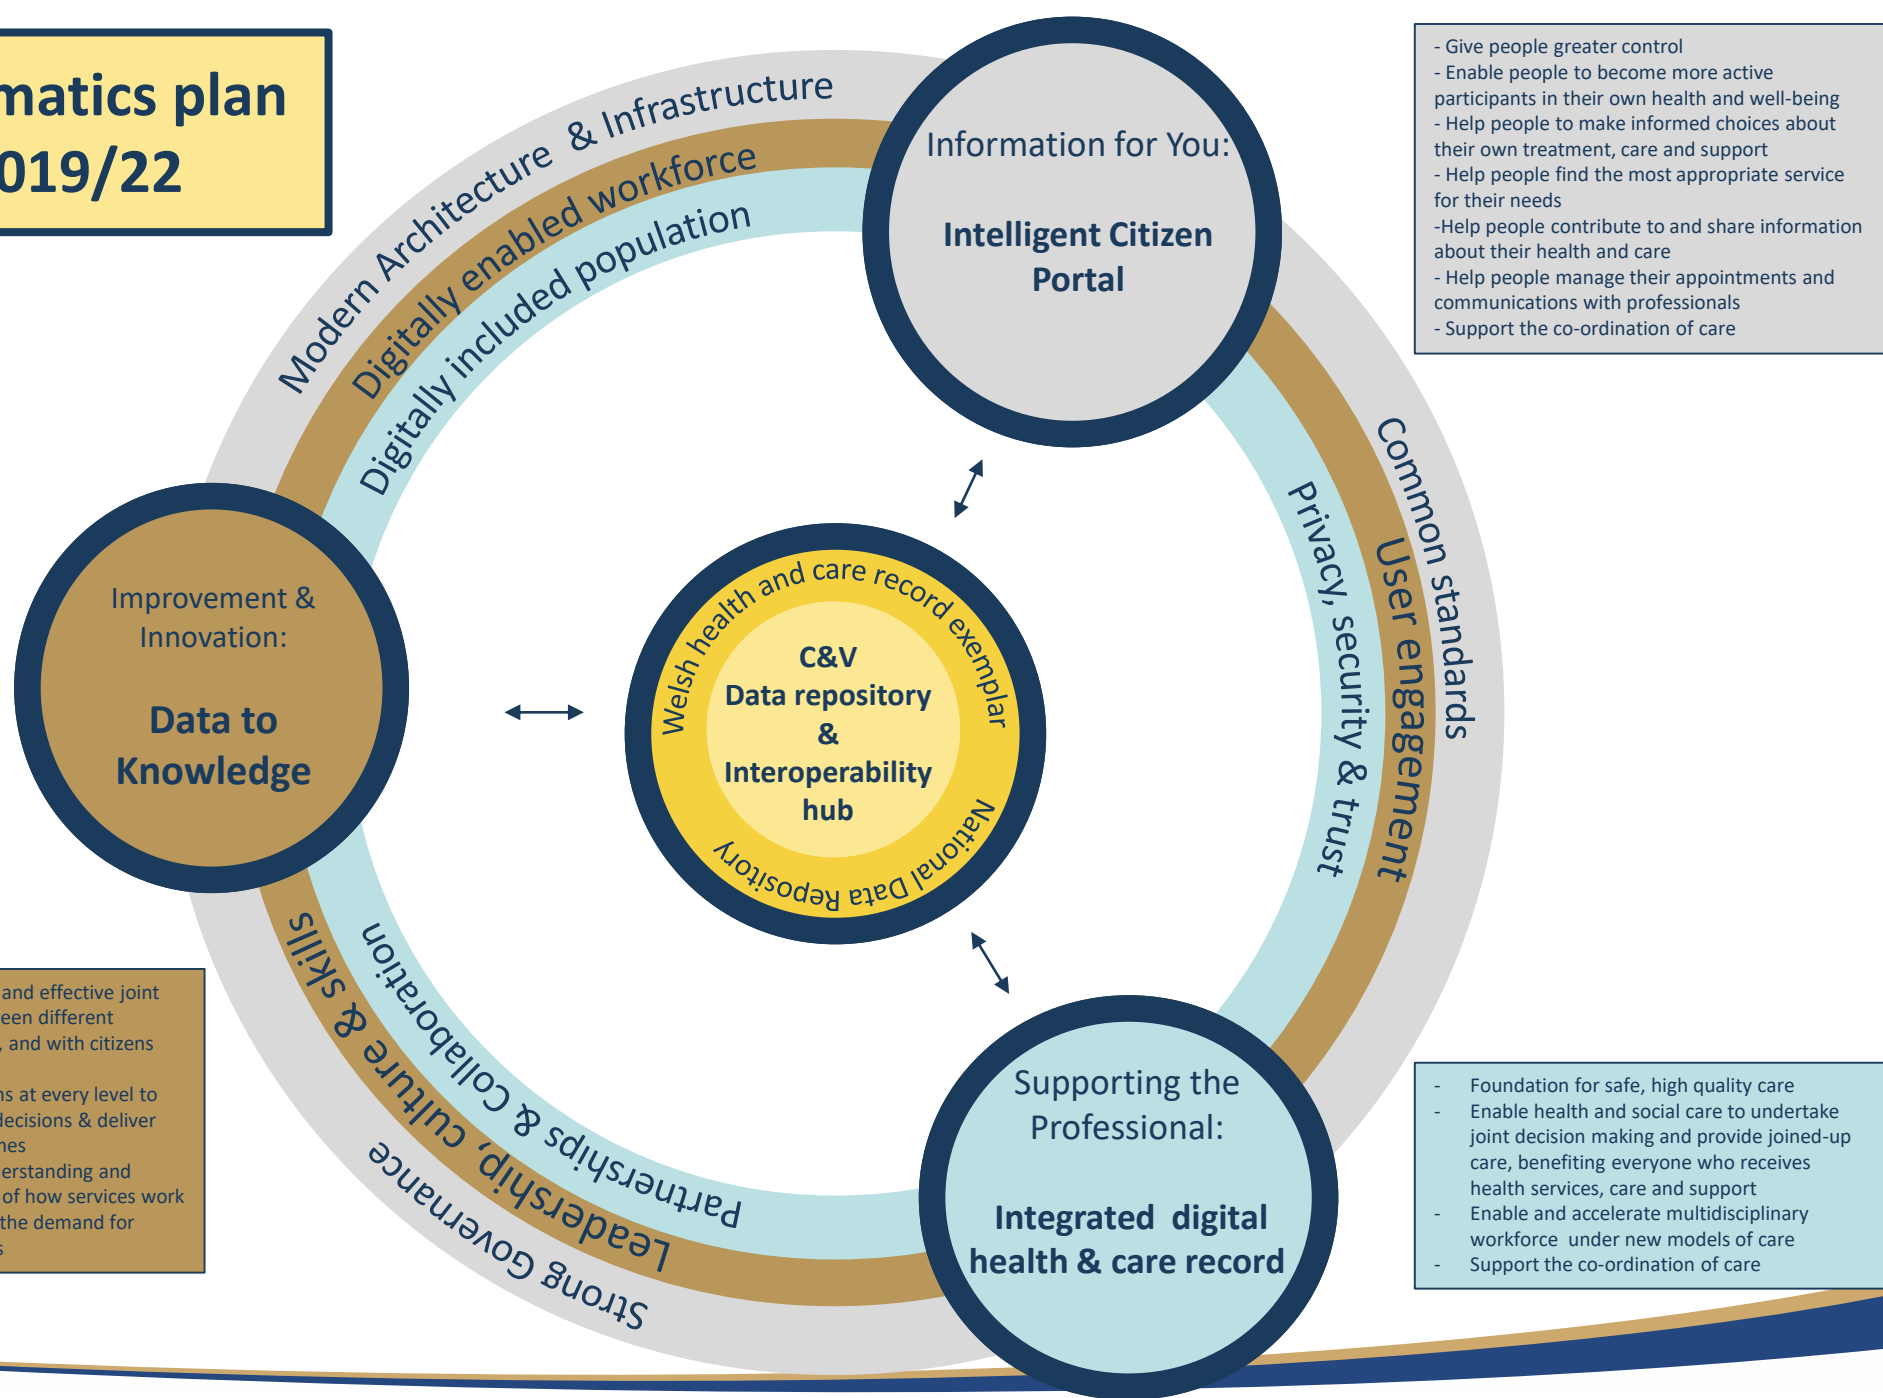 matics plan
019/22
Modern Architecture & Infrastructure
Digitally enabled workforce
Digitally included population
Information for You:
Intelligent Citizen
Portal
- Give people greater control
- Enable people to become more active
participants in their own health and well-being
- Help people to make informed choices about
their own treatment, care and support
- Help people find the most appropriate service
for their needs
-Help people contribute to and share information
about their health and care
- Help people manage their appointments and
communications with professionals
- Support the co-ordination of care
Common standards
User engagement
Privacy, security & trust
Improvement &
Innovation:
Data to
Knowledge
Welsh health and care record exemplar
C&V
Data repository
&
Interoperability
hub
National Data Repository
and effective joint
een different
, and with citizens
ns at every level to
decisions & deliver
mes
derstanding and
of how services work
the demand for
s
Partnerships & Collaboration
Leadership, culture & skills
Strong Governance
Supporting the
Professional:
Integrated digital
health & care record
- Foundation for safe, high quality care
- Enable health and social care to undertake
joint decision making and provide joined-up
care, benefiting everyone who receives
health services, care and support
- Enable and accelerate multidisciplinary
workforce under new models of care
- Support the co-ordination of care